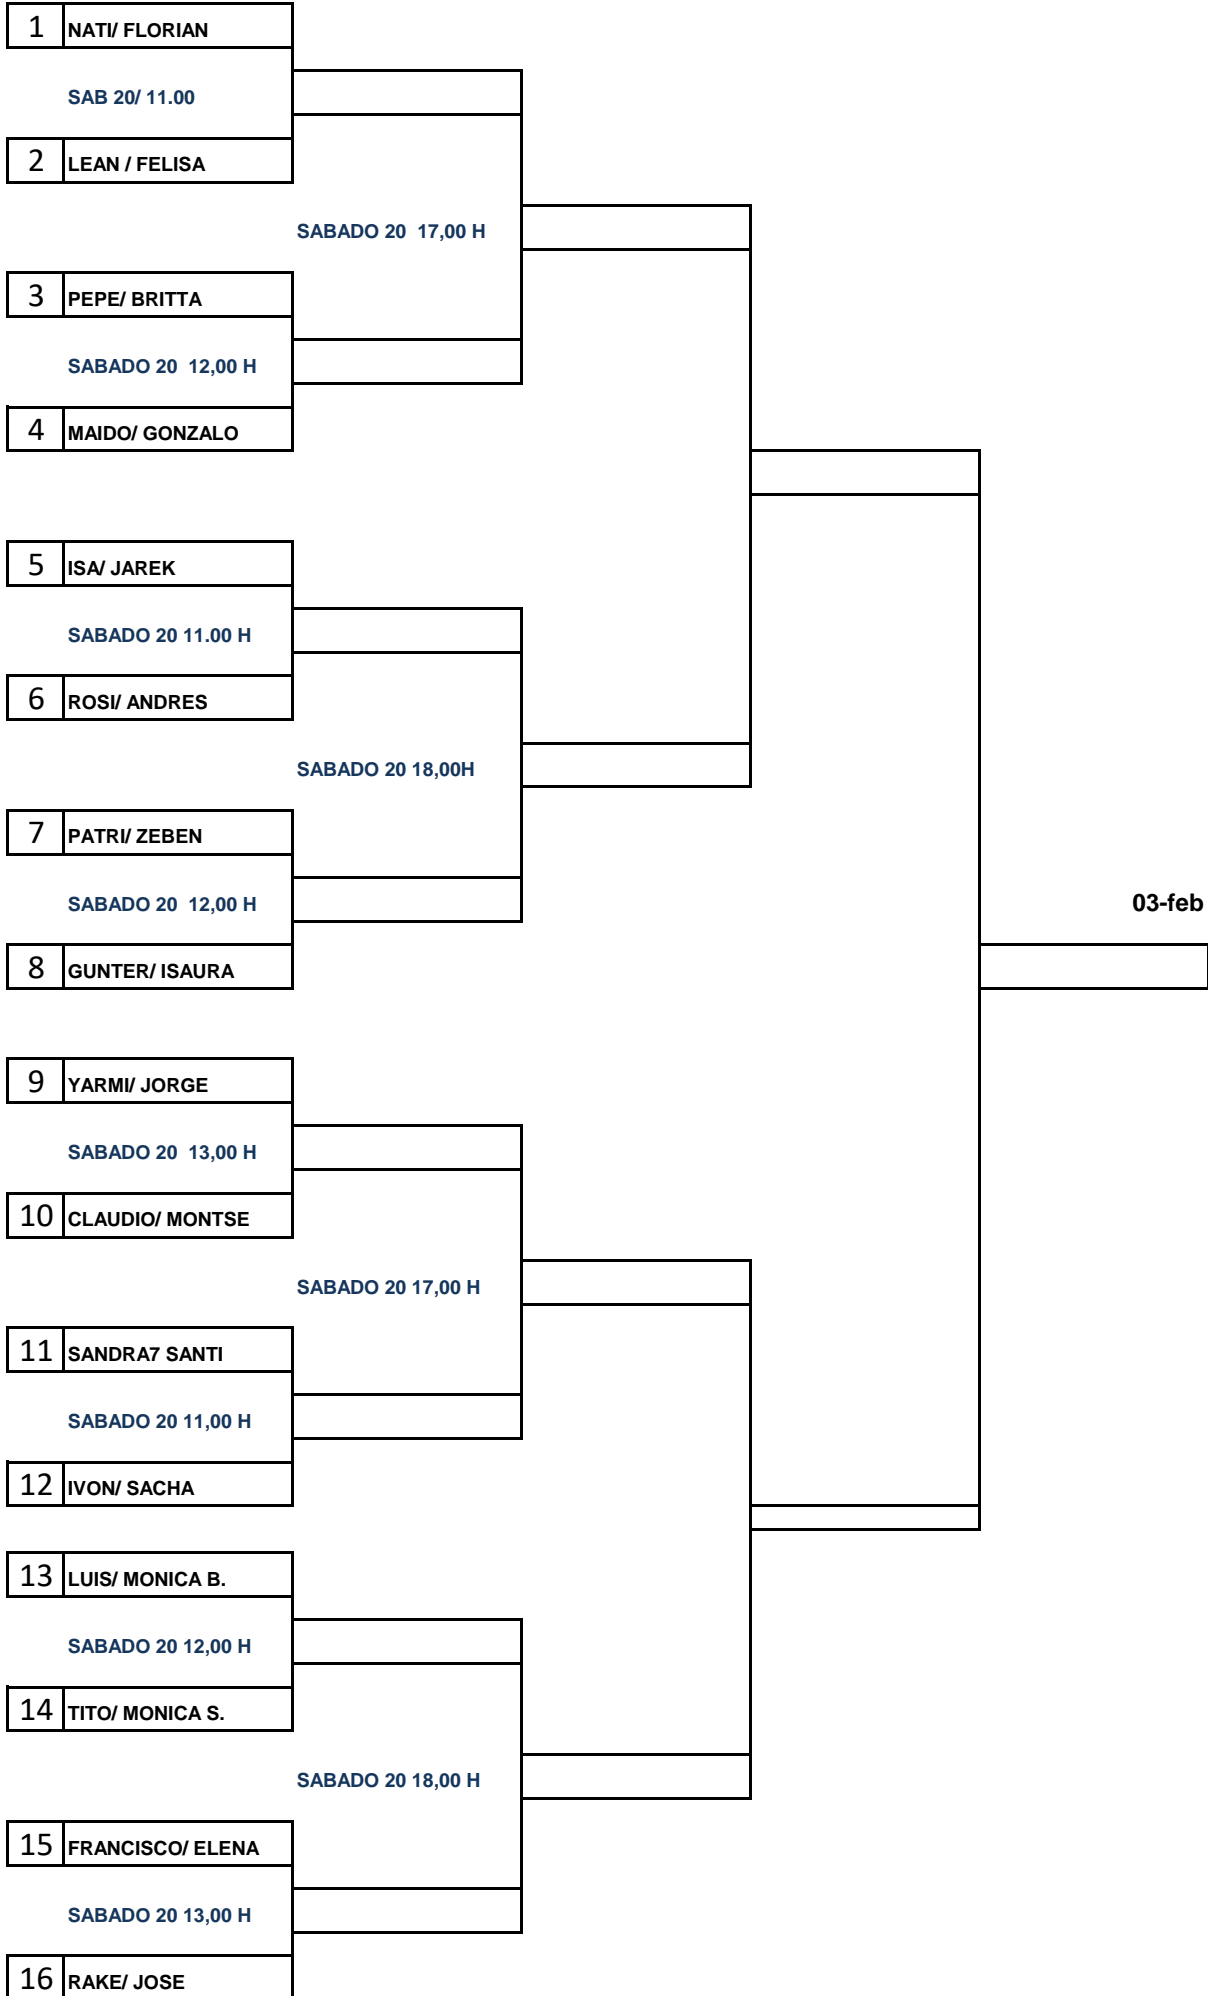 1 NATI/ FLORIAN
SAB 20/ 11.00
2 LEAN / FELISA
SABADO 20  17,00 H
3 PEPE/ BRITTA
SABADO 20  12,00 H
4 MAIDO/ GONZALO
5 ISA/ JAREK
SABADO 20 11.00 H
6 ROSI/ ANDRES
SABADO 20 18,00H
7 PATRI/ ZEBEN
SABADO 20  12,00 H
03-feb
8 GUNTER/ ISAURA
9 YARMI/ JORGE
SABADO 20  13,00 H
10 CLAUDIO/ MONTSE
SABADO 20 17,00 H
11 SANDRA7 SANTI
SABADO 20 11,00 H
12 IVON/ SACHA
13 LUIS/ MONICA B.
SABADO 20 12,00 H
14 TITO/ MONICA S.
SABADO 20 18,00 H
15 FRANCISCO/ ELENA
SABADO 20 13,00 H
16 RAKE/ JOSE